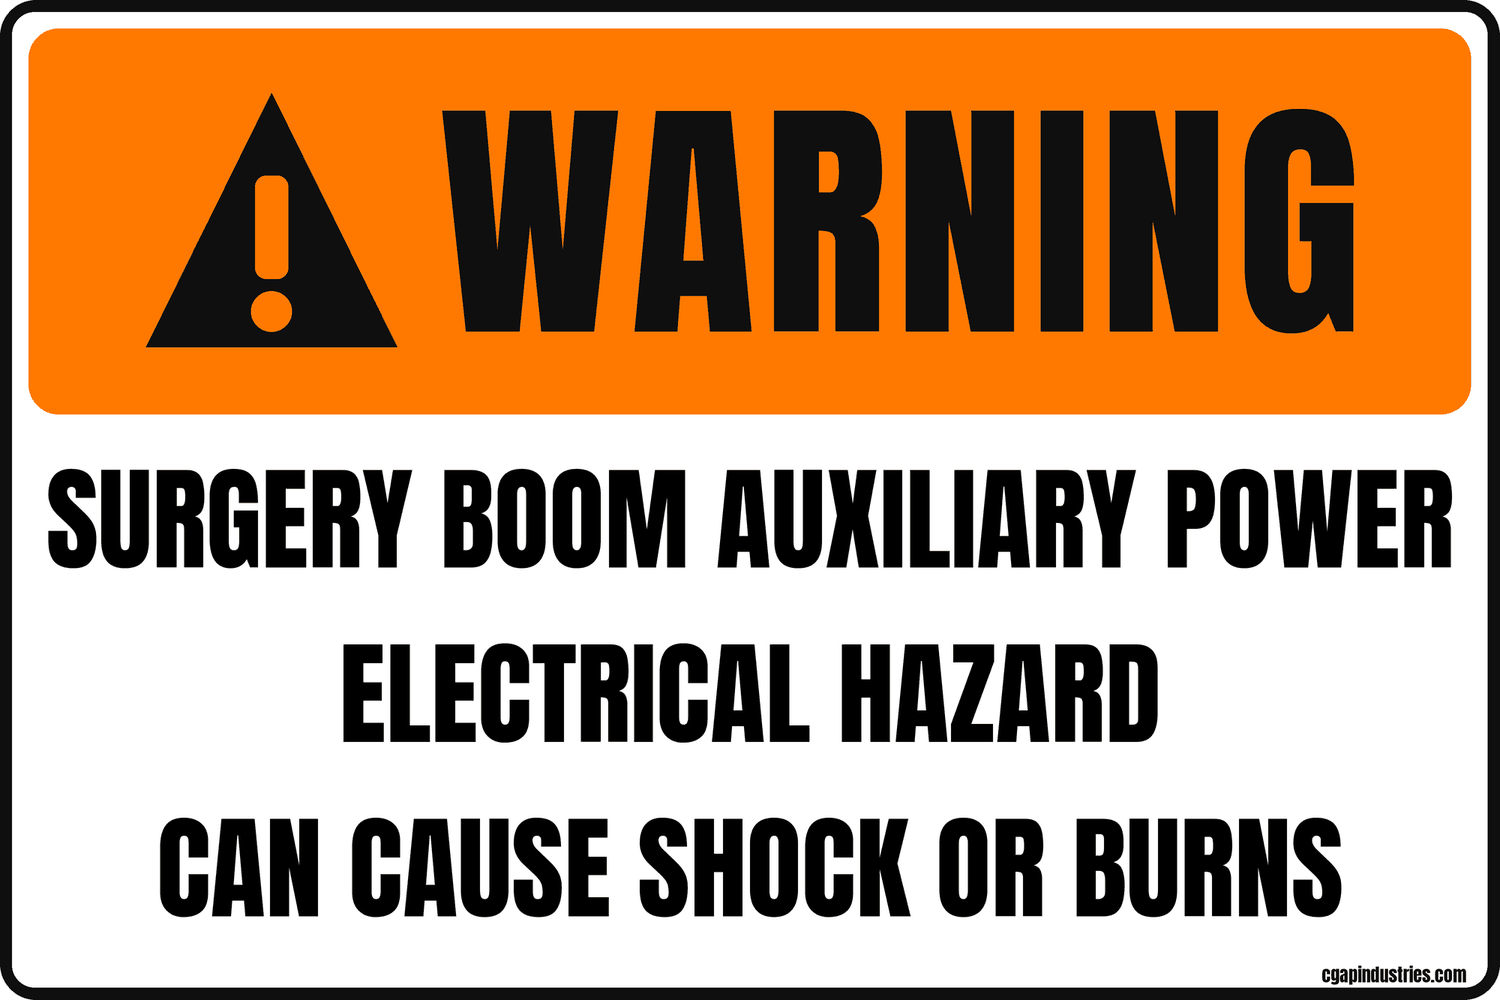 WARNING
SURGERY BOOM AUXILIARY POWER
ELECTRICAL HAZARD
CAN CAUSE SHOCK OR BURNS
cgapindustries.com